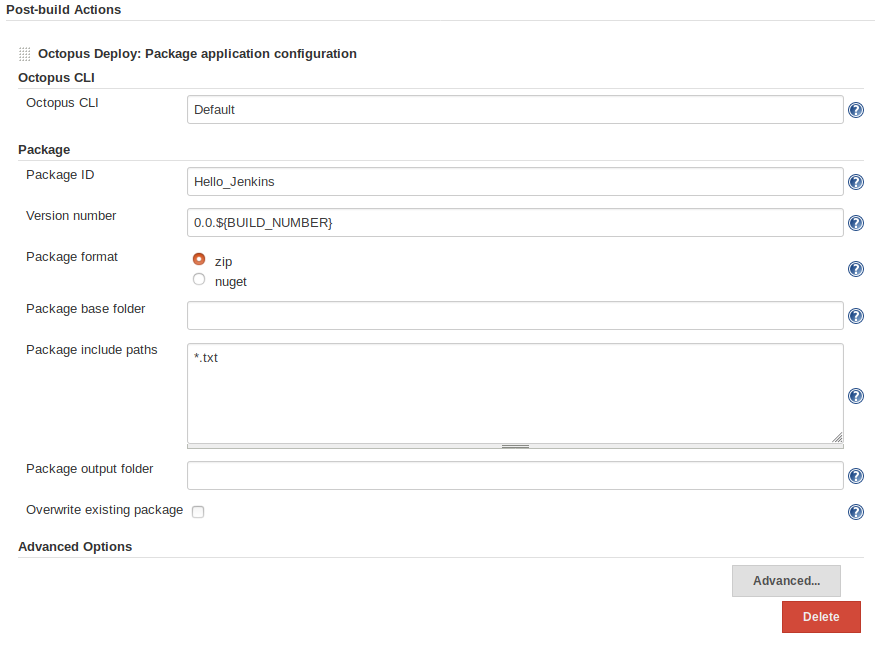 Post-build Actions
Octopus Deploy: Package application configuration
Octopus CLI
Octopus CLI
Default
Package
Package ID
Hello_Jenkins
Version number
0.0.${BUILD_NUMBER}
Package format
zip
nuget
Package base folder
Package include paths
*.txt
Package output folder
Overwrite existing package
Advanced Options
Advanced...
Delete